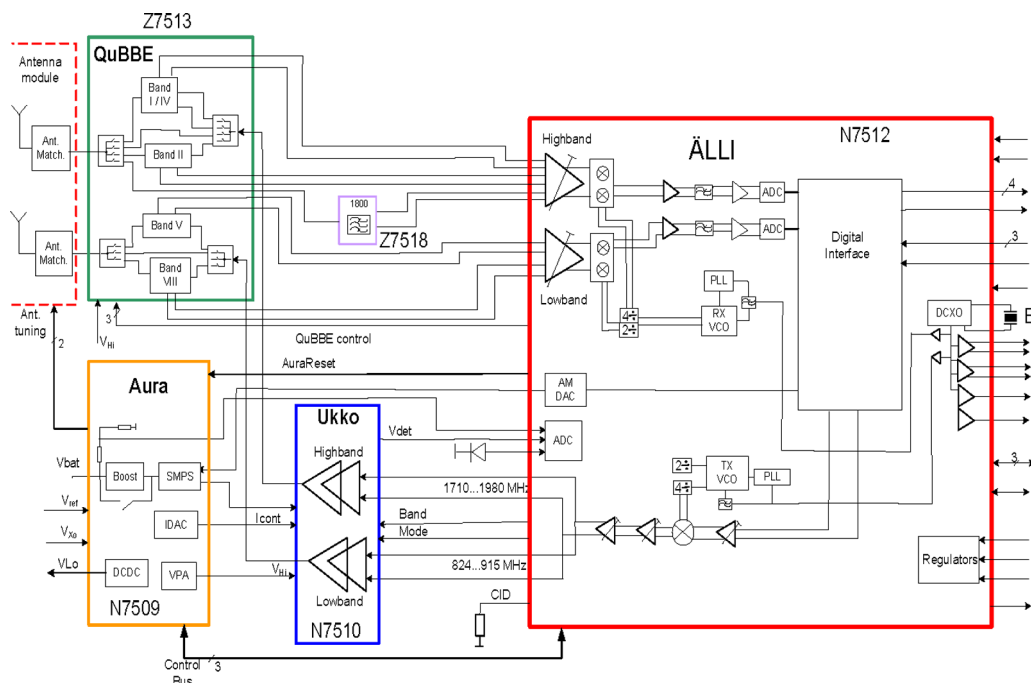 Z7513
QuBBE
Antenna
module
Band
I / IV
Ant.
Match.
Band II
Band V
Ant.
Match.
Band
VIII
1800
Z7518
Highband
ÄLLI
N7512
ADC
ADC
Lowband
Digital
Interface
PLL
RX
VCO
4÷
2÷
4
3
DCXO
Ant.
tuning
2
3
VHi
QuBBE control
AuraReset
AM
DAC
Aura
Ukko
Vdet
ADC
Highband
Vbat
Boost
SMPS
1710...1980 MHz
2÷
4÷
TX
VCO
PLL
3
Vref
IDAC
Icont
Band
Mode
VXo
VLo
DCDC
VPA
VHi
824...915 MHz
Lowband
Regulators
N7509
N7510
CID
Control
Bus
3